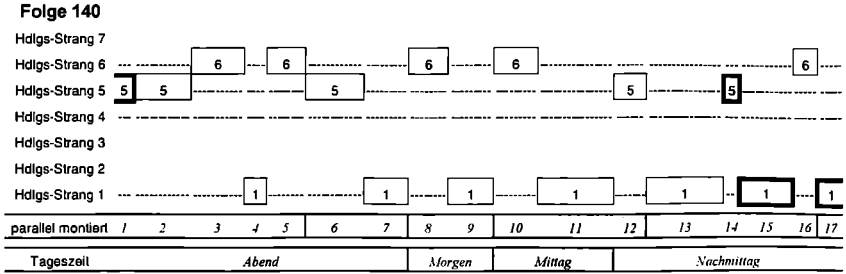 Folge 140
Hdlgs-Strang 7
Hdlgs-Strang 6 6 6 6 6 6
Hdlgs-Strang 5 5 5 5 5 5
Hdlgs-Strang 4
Hdlgs-Strang 3
Hdlgs-Strang 2
Hdlgs-Strang 1 1 1 1 1 1 1 1
parallel montiert 1 2 3 4 5 6 7 8 9 10 11 12 13 14 15 16 17
Tageszeit Abend Morgen Mittag Nachmittag